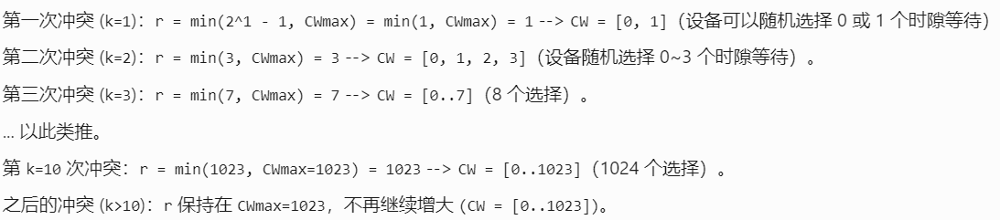 第一次冲突 (k=1)：r = min(2^1 - 1, CWmax) = min(1, CWmax) = 1 --> CW = [0, 1]（设备可以随机选择 0 或 1 个时隙等待）
第二次冲突 (k=2)：r = min(3, CWmax) = 3 --> CW = [0, 1, 2, 3]（设备随机选择 0~3 个时隙等待）。
第三次冲突 (k=3)：r = min(7, CWmax) = 7 --> CW = [0..7]（8 个选择）。
... 以此类推。
第 k=10 次冲突：r = min(1023, CWmax=1023) = 1023 --> CW = [0..1023]（1024 个选择）。
之后的冲突 (k>10)：r 保持在 CWmax=1023，不再继续增大 (CW = [0..1023])。